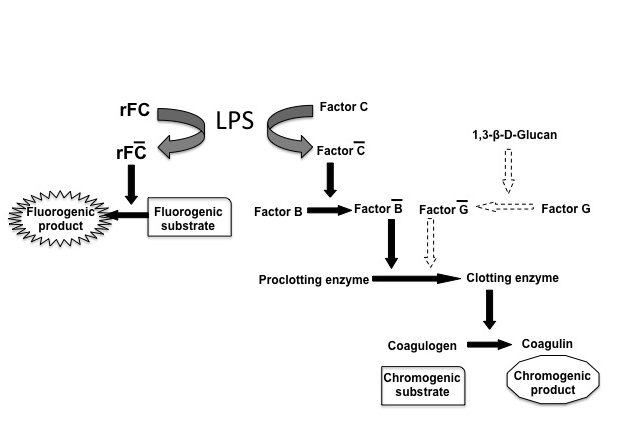 rFC
LPS
Factor C
1,3-β-D-Glucan
rFC̅
Factor C̅
Fluorogenic
product
Fluorogenic
substrate
Factor B
Factor B̅
Factor G̅
Factor G
Proclotting enzyme
Clotting enzyme
Coagulogen
Coagulin
Chromogenic
substrate
Chromogenic
product